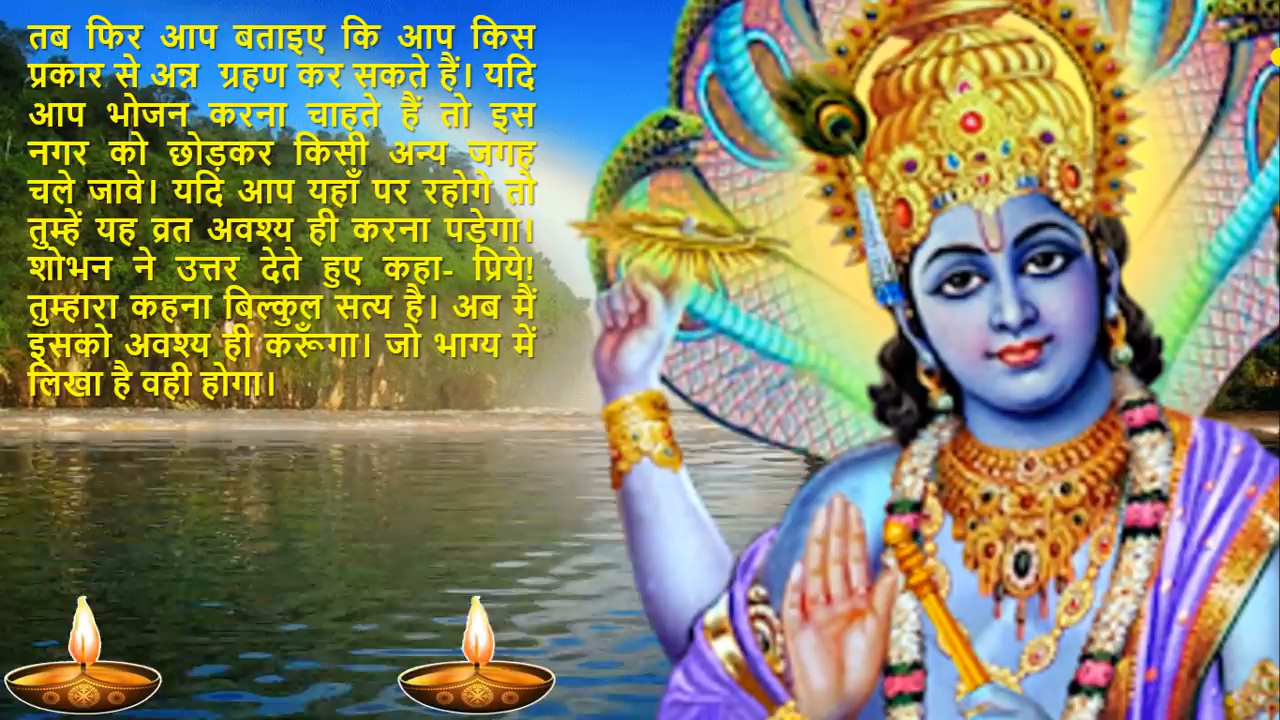 तब फिर आप बताइए कि आप किस
प्रकार से अन्न ग्रहण कर सकते हैं। यदि
आप भोजन करना चाहते हैं तो इस
नगर को छोड़कर किसी अन्य जगह
चले जावे। यदि आप यहाँ पर रहोगे तो
तुम्हें यह व्रत अवश्य ही करना पड़ेगा।
शोभन ने उत्तर देते हुए कहा- प्रिये!
तुम्हारा कहना बिल्कुल सत्य है। अब मैं
इसको अवश्य ही करूँगा। जो भाग्य में
लिखा है वही होगा।